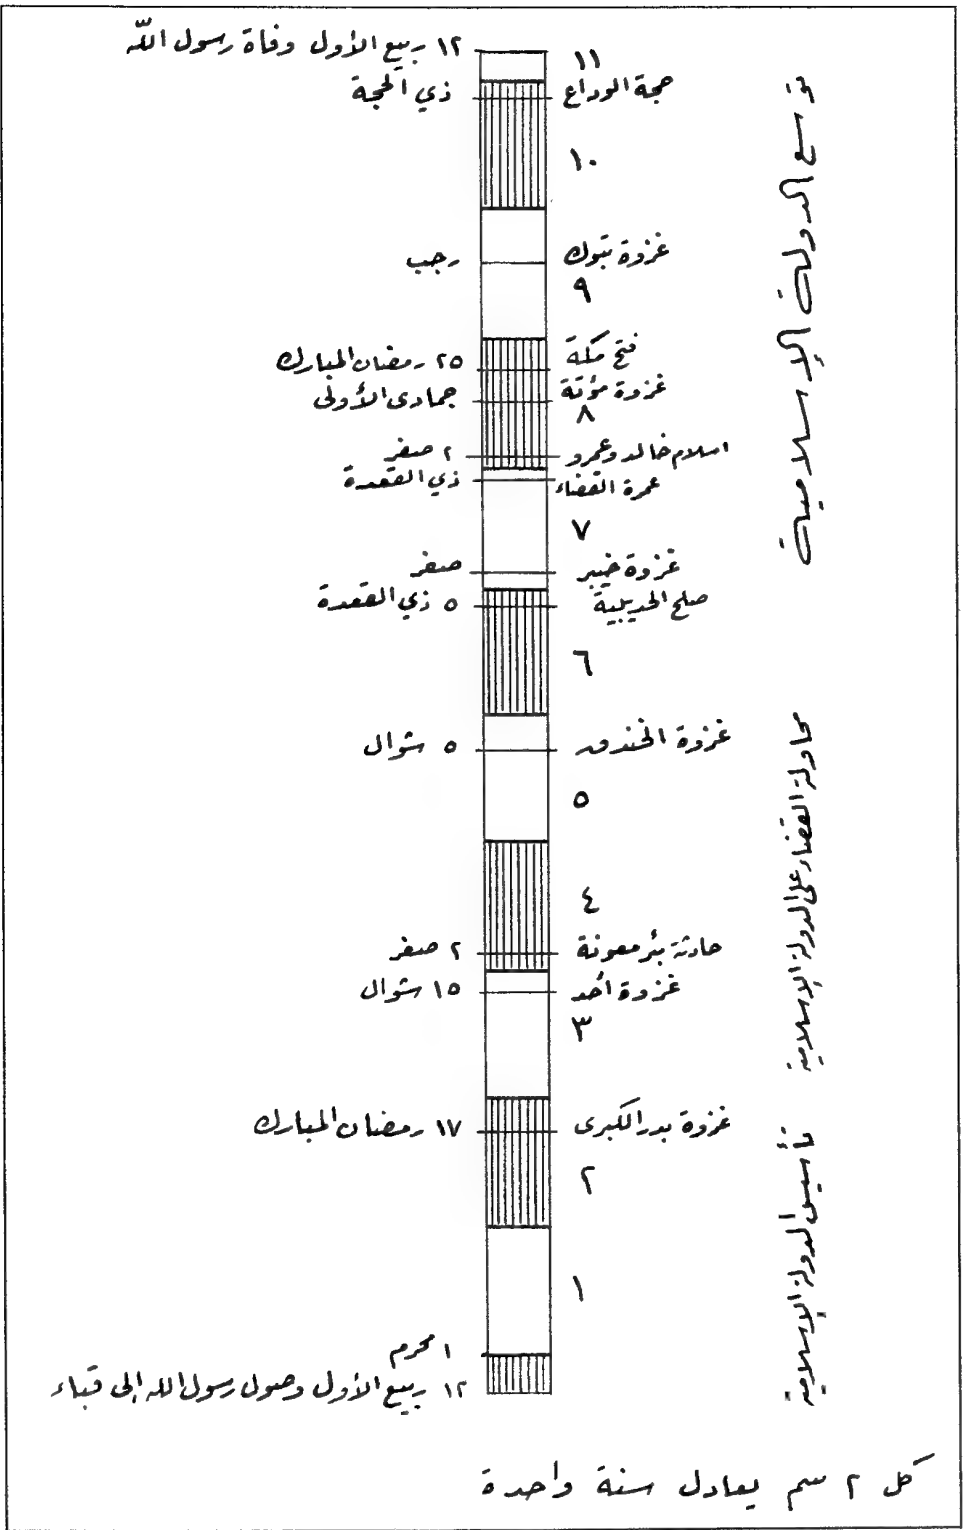 ١٢ ربيع الأول وفاة رسول الله
١١
حجة الوداع
ذي الحجة
١٠
غزوة تبوك
رجب
٩
فتح مكة
٢٥ رمضان المبارك
غزوة مؤتة
جمادى الأولى
٨
اسلام خالد وعمرو
٢ صفر
عمرة القضاء
ذي القعدة
٧
غزوة خيبر
صفر
صلح الحديبية
٥ ذي القعدة
٦
غزوة الخندق
٥ شوال
٥
٤
حادثة بئر معونة
٢ صفر
غزوة أحد
١٥ شوال
٣
غزوة بدر الكبرى
١٧ رمضان المبارك
٢
١
١ محرم
١٢ ربيع الأول وصول رسول الله إلى قباء
توسع الدولة الإسلامية
محاولة القضاء على الدولة الإسلامية
تأسيس الدولة الإسلامية
كل ٢ سم يعادل سنة واحدة